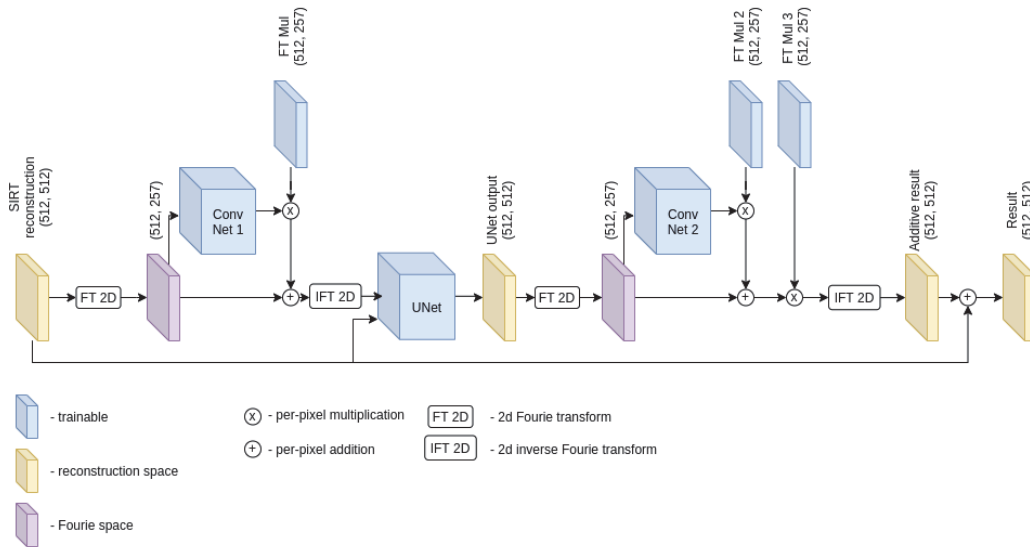 FT Mul
(512, 257)
FT Mul 2
(512, 257)
FT Mul 3
(512, 257)
SIRT
reconstruction
(512, 512)
(512, 257)
Conv
Net 1
x
UNet output
(512, 512)
(512, 257)
Conv
Net 2
x
Additive result
(512, 512)
Result
(512, 512)
FT 2D
+
IFT 2D
UNet
FT 2D
+
x
IFT 2D
+
- trainable
x - per-pixel multiplication
FT 2D - 2d Fourie transform
+ - per-pixel addition
IFT 2D - 2d inverse Fourie transform
- reconstruction space
- Fourie space